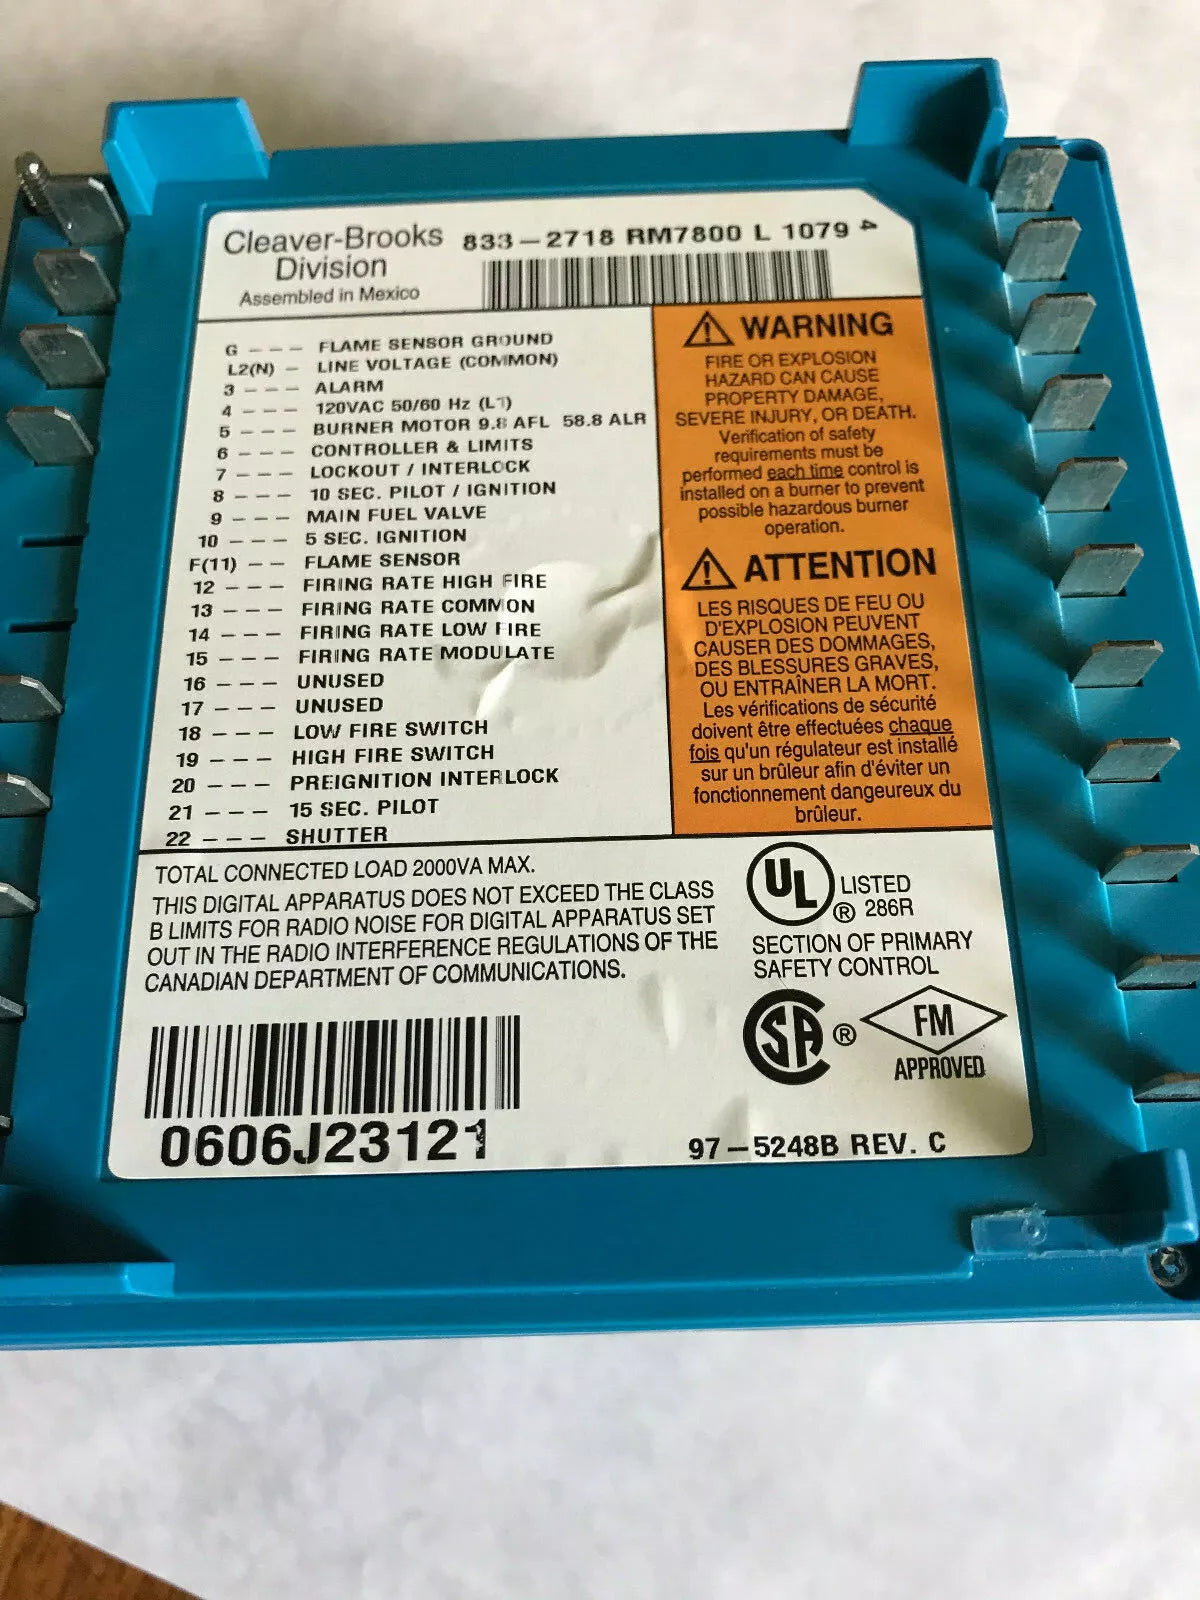 Cleaver-Brooks
Division
Assembled in Mexico
833-2718 RM7800 L 1079 4
G --- FLAME SENSOR GROUND
L2(N) - LINE VOLTAGE (COMMON)
3 --- ALARM
4 --- 120VAC 50/60 Hz (L1)
5 --- BURNER MOTOR 9.8 AFL 58.8 ALR
6 --- CONTROLLER & LIMITS
7 --- LOCKOUT / INTERLOCK
8 --- 10 SEC. PILOT / IGNITION
9 --- MAIN FUEL VALVE
10 --- 5 SEC. IGNITION
F(11) -- FLAME SENSOR
12 --- FIRING RATE HIGH FIRE
13 --- FIRING RATE COMMON
14 --- FIRING RATE LOW FIRE
15 --- FIRING RATE MODULATE
16 --- UNUSED
17 --- UNUSED
18 --- LOW FIRE SWITCH
19 --- HIGH FIRE SWITCH
20 --- PREIGNITION INTERLOCK
21 --- 15 SEC. PILOT
22 --- SHUTTER
WARNING
FIRE OR EXPLOSION
HAZARD CAN CAUSE
PROPERTY DAMAGE,
SEVERE INJURY, OR DEATH.
Verification of safety
requirements must be
performed each time control is
installed on a burner to prevent
possible hazardous burner
operation.
ATTENTION
LES RISQUES DE FEU OU
D'EXPLOSION PEUVENT
CAUSER DES DOMMAGES,
DES BLESSURES GRAVES,
OU ENTRAÎNER LA MORT.
Les vérifications de sécurité
doivent être effectuées chaque
fois qu'un régulateur est installé
sur un brûleur afin d'éviter un
fonctionnement dangeureux du
brûleur.
TOTAL CONNECTED LOAD 2000VA MAX.
THIS DIGITAL APPARATUS DOES NOT EXCEED THE CLASS
B LIMITS FOR RADIO NOISE FOR DIGITAL APPARATUS SET
OUT IN THE RADIO INTERFERENCE REGULATIONS OF THE
CANADIAN DEPARTMENT OF COMMUNICATIONS.
UL ® LISTED
286R
SECTION OF PRIMARY
SAFETY CONTROL
SA ®
FM
APPROVED
0606J23121
97-5248B REV. C